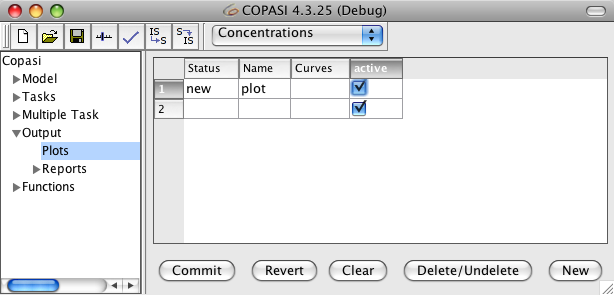 COPASI 4.3.25 (Debug)
IS S
S IS
Concentrations
Copasi
Model
Tasks
Multiple Task
Output
Plots
Reports
Functions
Status Name Curves active
1 new plot
2
Commit Revert Clear Delete/Undelete New